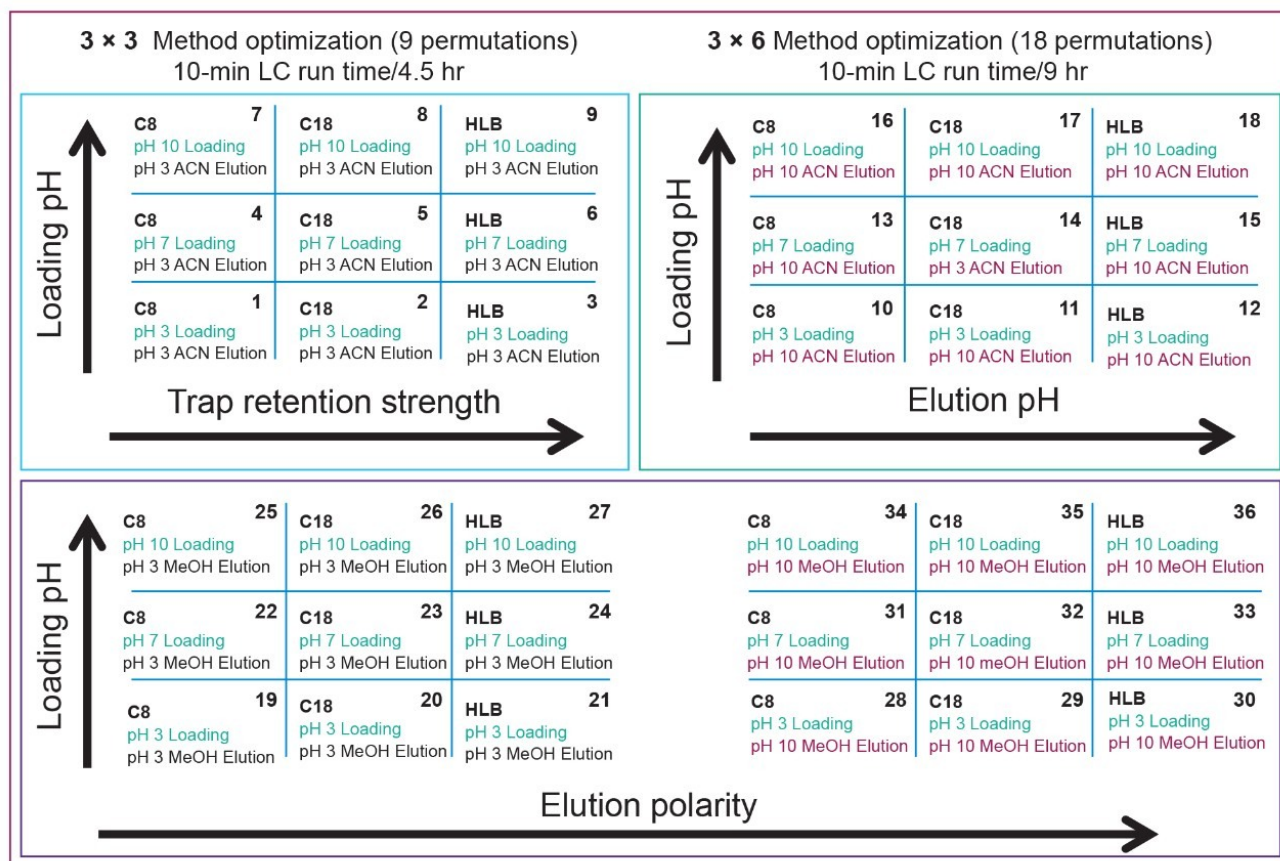 3 × 3 Method optimization (9 permutations)
10-min LC run time/4.5 hr
3 × 6 Method optimization (18 permutations)
10-min LC run time/9 hr
Loading pH
C8 7
pH 10 Loading
pH 3 ACN Elution
C18 8
pH 10 Loading
pH 3 ACN Elution
HLB 9
pH 10 Loading
pH 3 ACN Elution
C8 4
pH 7 Loading
pH 3 ACN Elution
C18 5
pH 7 Loading
pH 3 ACN Elution
HLB 6
pH 7 Loading
pH 3 ACN Elution
C8 1
pH 3 Loading
pH 3 ACN Elution
C18 2
pH 3 Loading
pH 3 ACN Elution
HLB 3
pH 3 Loading
pH 3 ACN Elution
Trap retention strength
Loading pH
C8 16
pH 10 Loading
pH 10 ACN Elution
C18 17
pH 10 Loading
pH 10 ACN Elution
HLB 18
pH 10 Loading
pH 10 ACN Elution
C8 13
pH 7 Loading
pH 10 ACN Elution
C18 14
pH 7 Loading
pH 3 ACN Elution
HLB 15
pH 7 Loading
pH 10 ACN Elution
C8 10
pH 3 Loading
pH 10 ACN Elution
C18 11
pH 3 Loading
pH 10 ACN Elution
HLB 12
pH 3 Loading
pH 10 ACN Elution
Elution pH
Loading pH
C8 25
pH 10 Loading
pH 3 MeOH Elution
C18 26
pH 10 Loading
pH 3 MeOH Elution
HLB 27
pH 10 Loading
pH 3 MeOH Elution
C8 22
pH 7 Loading
pH 3 MeOH Elution
C18 23
pH 7 Loading
pH 3 MeOH Elution
HLB 24
pH 7 Loading
pH 3 MeOH Elution
C8 19
pH 3 Loading
pH 3 MeOH Elution
C18 20
pH 3 Loading
pH 3 MeOH Elution
HLB 21
pH 3 Loading
pH 3 MeOH Elution
C8 34
pH 10 Loading
pH 10 MeOH Elution
C18 35
pH 10 Loading
pH 10 MeOH Elution
HLB 36
pH 10 Loading
pH 10 MeOH Elution
C8 31
pH 7 Loading
pH 10 MeOH Elution
C18 32
pH 7 Loading
pH 10 meOH Elution
HLB 33
pH 7 Loading
pH 10 MeOH Elution
C8 28
pH 3 Loading
pH 10 MeOH Elution
C18 29
pH 3 Loading
pH 10 MeOH Elution
HLB 30
pH 3 Loading
pH 10 MeOH Elution
Elution polarity